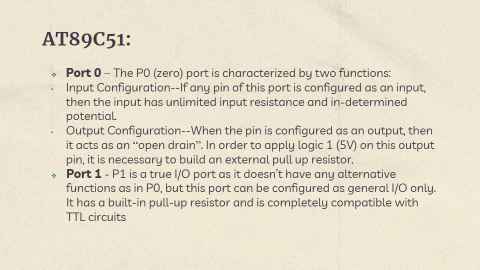 AT89C51:
Port 0 – The P0 (zero) port is characterized by two functions:
Input Configuration--If any pin of this port is configured as an input,
then the input has unlimited input resistance and in-determined
potential.
Output Configuration--When the pin is configured as an output, then
it acts as an “open drain”. In order to apply logic 1 (5V) on this output
pin, it is necessary to build an external pull up resistor.
Port 1 - P1 is a true I/O port as it doesn't have any alternative
functions as in P0, but this port can be configured as general I/O only.
It has a built-in pull-up resistor and is completely compatible with
TTL circuits